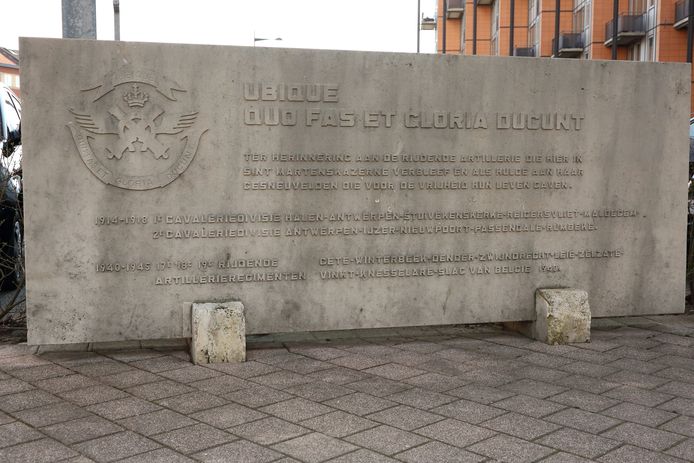 UBIQUE
QUO FAS ET GLORIA DUCUNT
TER HERINNERING AAN DE RIJDENDE ARTILLERIE DIE HIER IN
SINT MARTENSKAZERNE VERBLEEF EN ALS HULDE AAN HAAR
GESNEUVELDEN DIE VOOR DE VRIJHEID HUN LEVEN GAVEN.
1914-1918 1e CAVALERIEDIVISIE HALEN-ANTWERPEN-STUIVEKENSKERKE-REIGERSVLIET-MALDEGEM
2e CAVALERIEDIVISIE ANTWERPEN-IJZER-NIEUWPOORT-PASSENDALE-RUMBEKE.
1940-1945 17e 18e 19e RIJDENDE
ARTILLERIEREGIMENTEN
GETE-WINTERBEEK-DENDER-ZWIJNDRECHT-LEIE-ZELZATE-
VINKT-KNESSELARE-SLAG VAN BELGIE 1940.